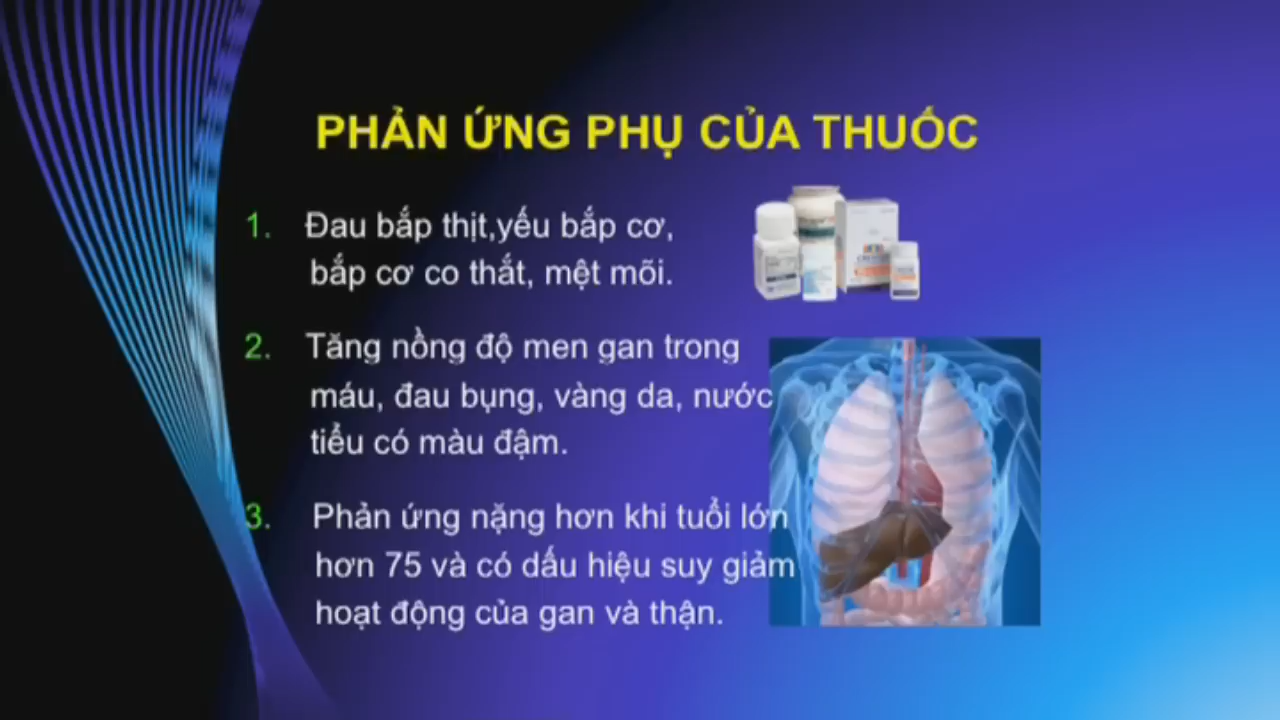 PHẢN ỨNG PHỤ CỦA THUỐC
1. Đau bắp thịt,yếu bắp cơ,
bắp cơ co thắt, mệt mõi.
2. Tăng nồng độ men gan trong
máu, đau bụng, vàng da, nước
tiểu có màu đậm.
3. Phản ứng nặng hơn khi tuổi lớn
hơn 75 và có dấu hiệu suy giảm
hoạt động của gan và thận.